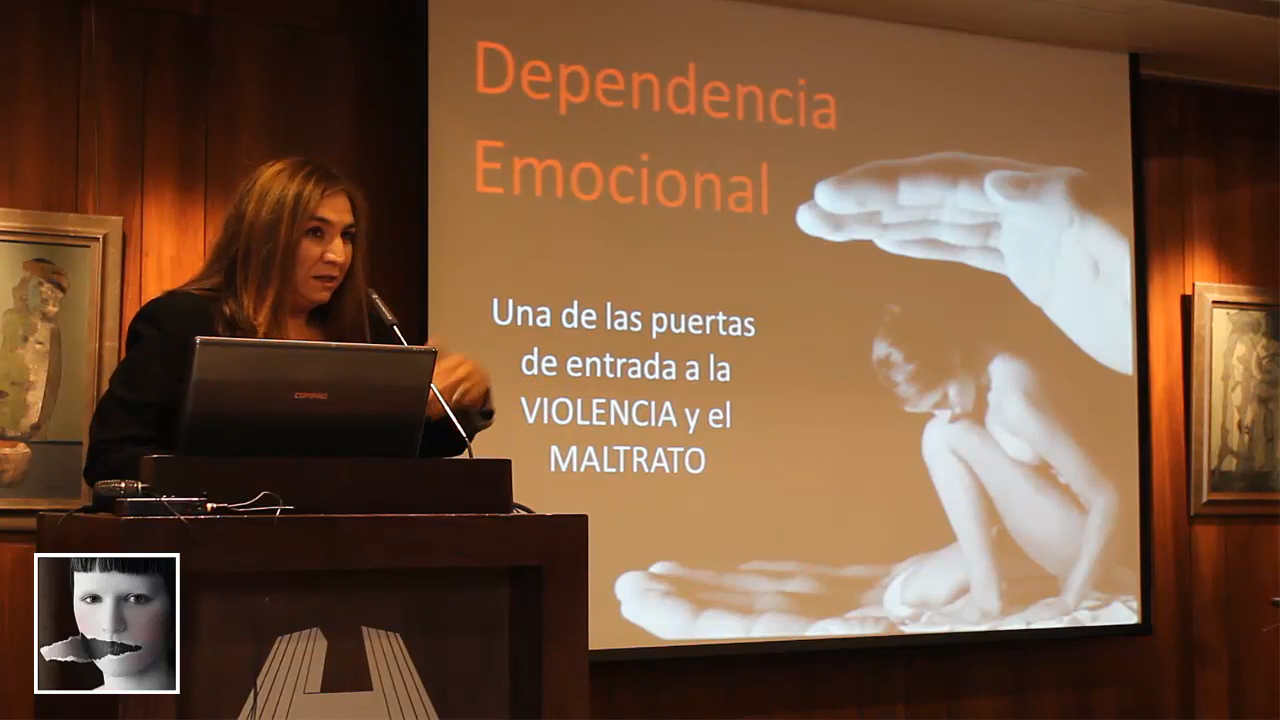 Dependencia
Emocional
Una de las puertas
de entrada a la
VIOLENCIA y el
MALTRATO
COMPAQ